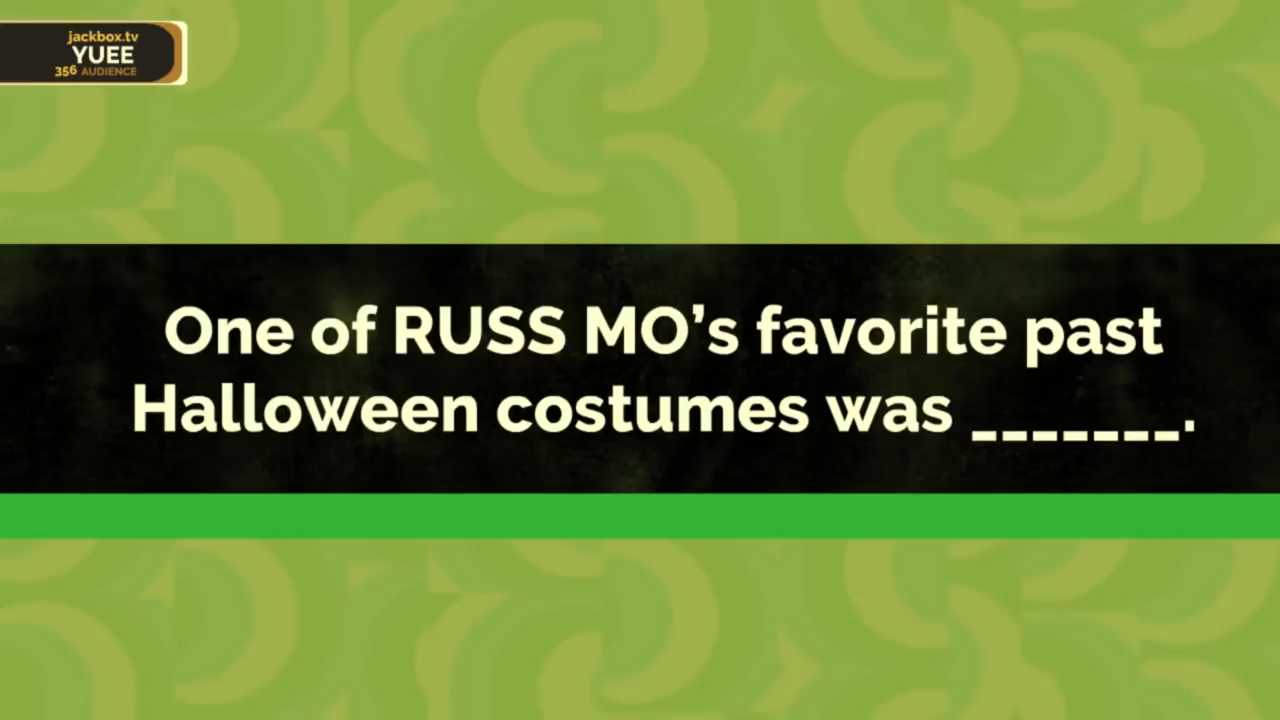 jackbox.tv
YUEE
356 AUDIENCE
One of RUSS MO’s favorite past
Halloween costumes was _______.